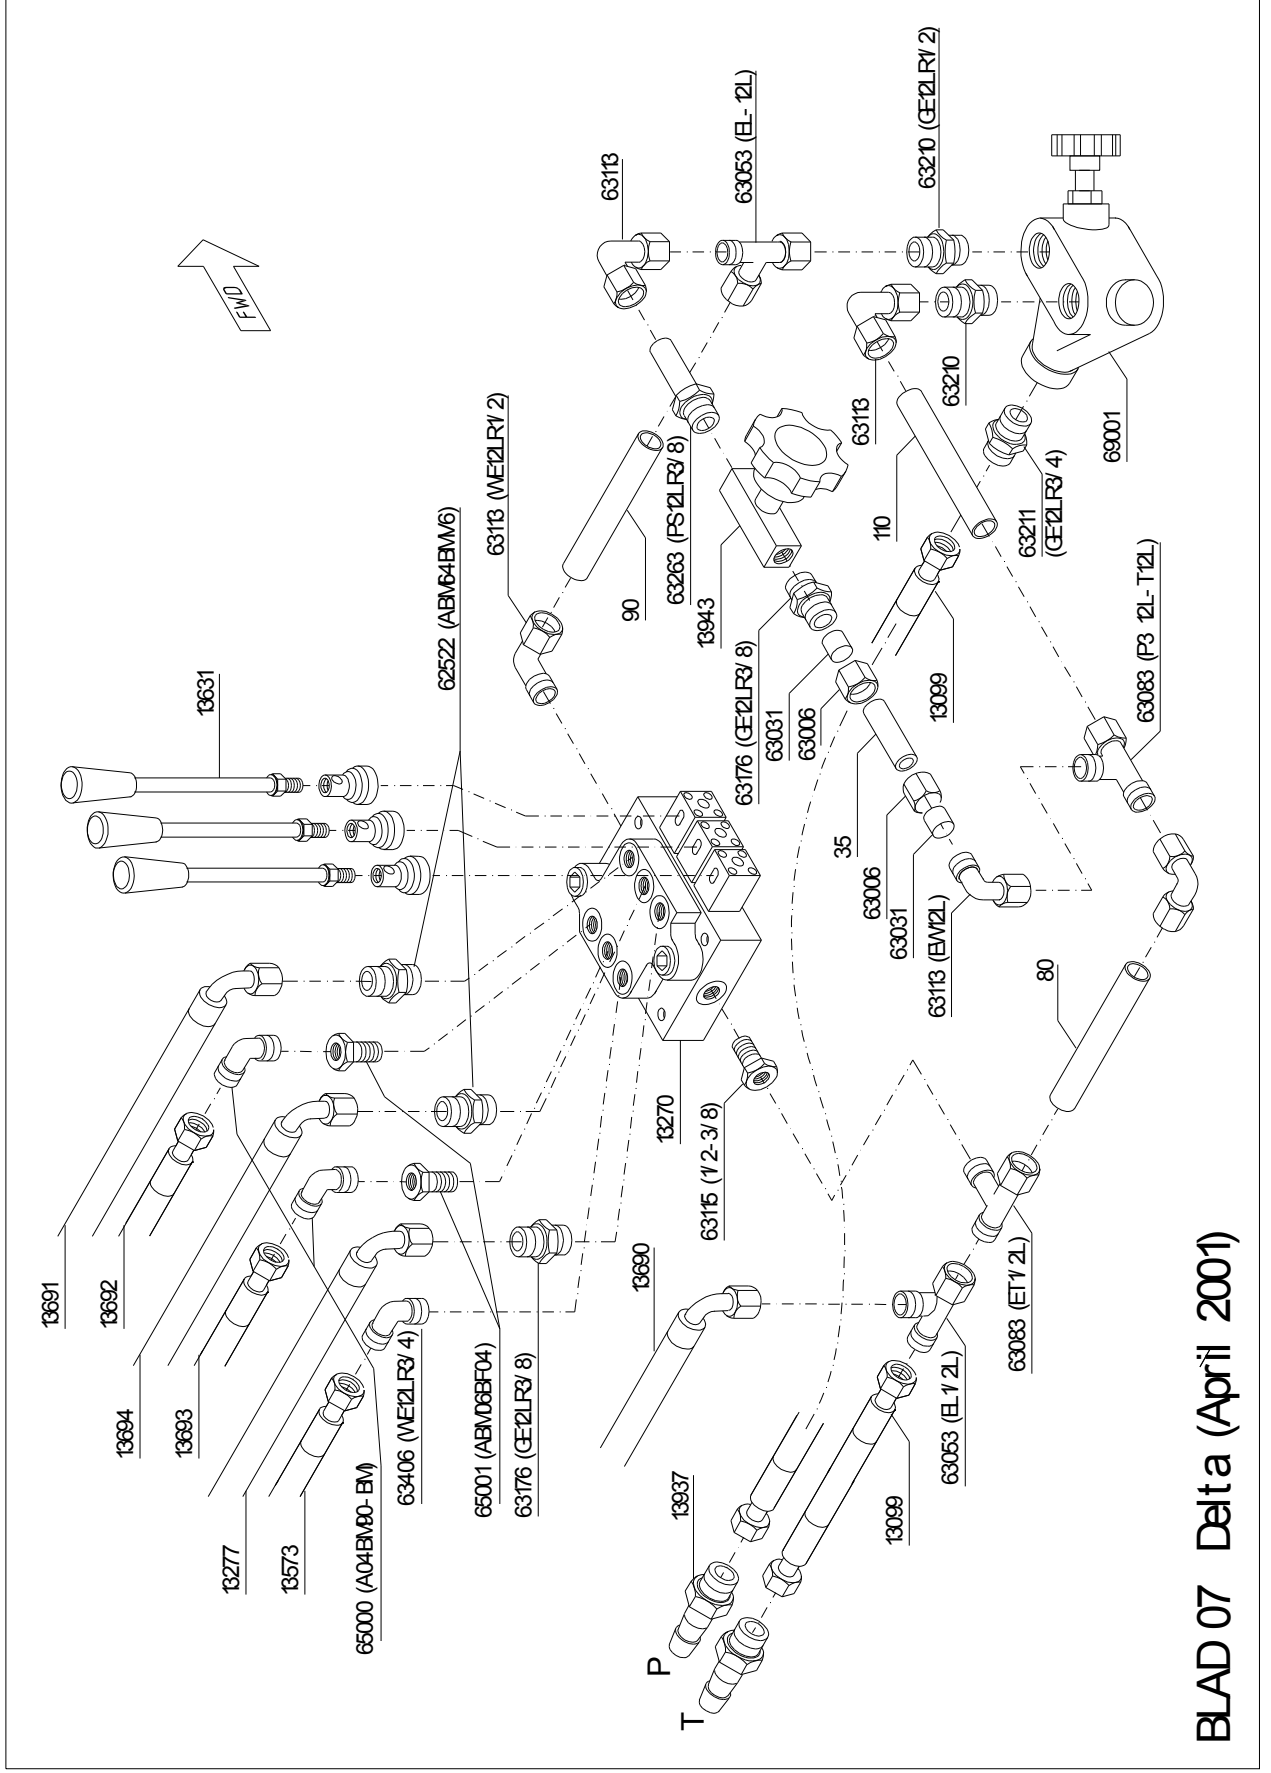 FWD
13691
13692
13694
13693
13277
13573
65000 (A04BM90-BM)
63406 (WE12LR3/4)
65001 (ABM06BF04)
63176 (GE12LR3/8)
13631
62522 (ABM64-BMV6)
63113 (WE12LR1/2)
90
63263 (PS12LR3/8)
13943
63176 (GE12LR3/8)
63031
63006
35
63006
63031
63113 (EW12L)
80
13270
63115 (1/2-3/8)
13690
13937
13099
63053 (EL1/2L)
63083 (ET1/2L)
63113
63053 (EL-12L)
63210 (GE12LR1/2)
63113
63210
110
13099
63211
(GE12LR3/4)
69001
63083 (P3 12L-T12L)
P
T
BLAD 07 Delta (April 2001)